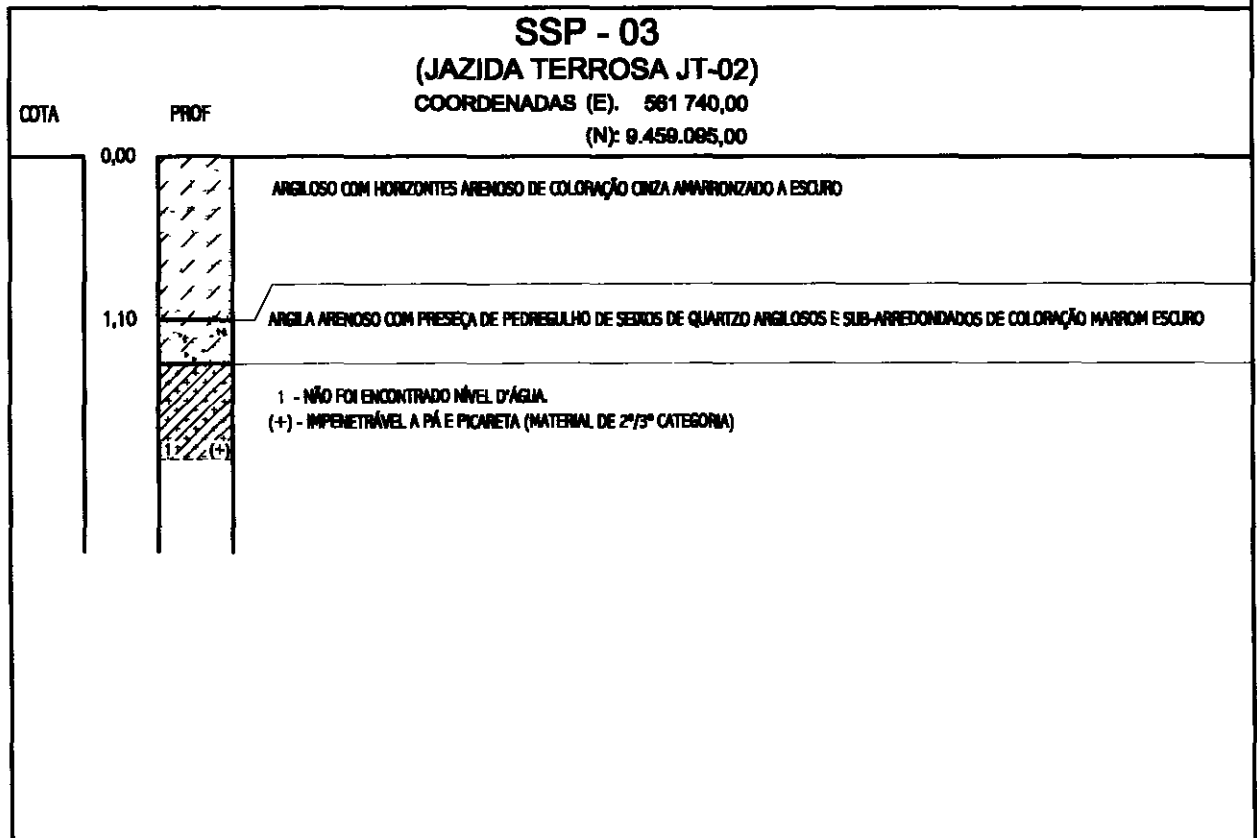 SSP - 03
(JAZIDA TERROSA JT-02)
COORDENADAS (E). 561 740,00
(N): 9.459.095,00
COTA PROF
0,00
ARGILOSO COM HORIZONTES ARENOSO DE COLORAÇÃO CINZA AMARRONZADO A ESCURO
1,10
ARGILA ARENOSO COM PRESEÇA DE PEDREGULHO DE SEIXOS DE QUARTZO ARGILOSOS E SUB-ARREDONDADOS DE COLORAÇÃO MARROM ESCURO
1 - NÃO FOI ENCONTRADO NÍVEL D'ÁGUA.
(+) - IMPENETRÁVEL A PÁ E PICARETA (MATERIAL DE 2ª/3ª CATEGORIA)
1 (+)